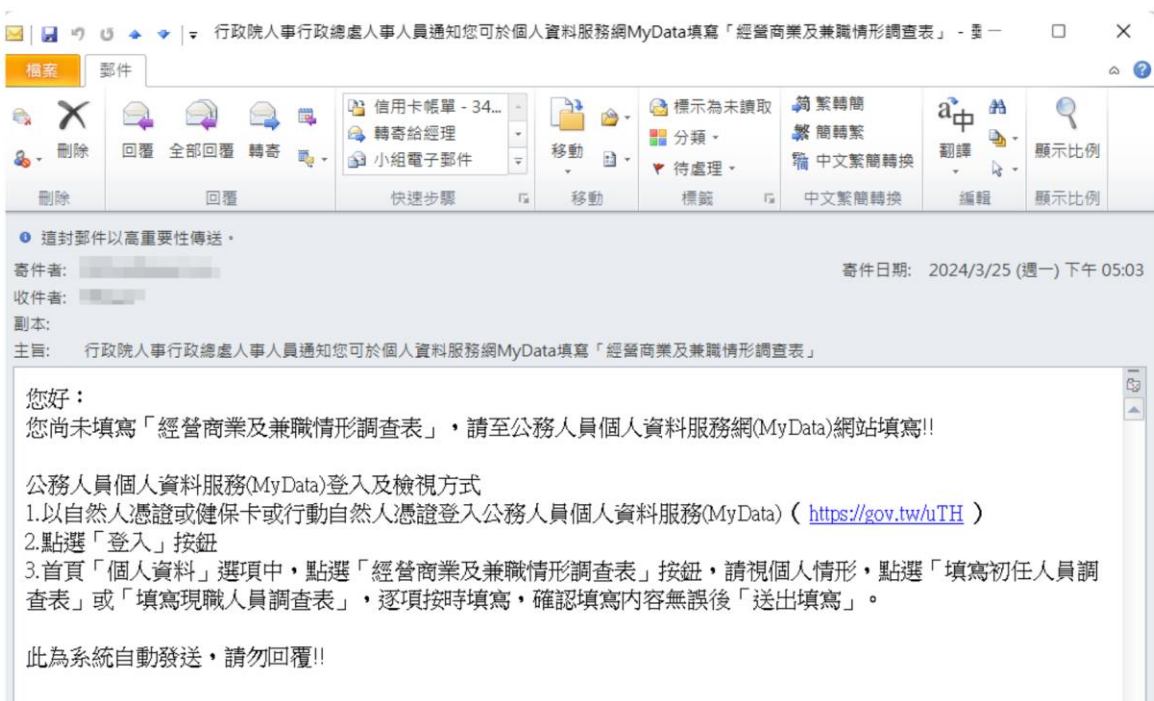 行政院人事行政總處人事人員通知您可於個人資料服務網MyData填寫「經營商業及兼職情形調查表」 -
檔案 郵件
刪除 回覆 全部回覆 轉寄
信用卡帳單 - 34...
轉寄給經理
小組電子郵件
移動
標示為未讀取
分類
待處理
简 繁轉簡
繁 簡轉繁
中文繁簡轉換
翻譯
顯示比例
刪除 回覆 快速步驟 移動 標籤 中文繁簡轉換 編輯 顯示比例
這封郵件以高重要性傳送。
寄件者: 寄件日期: 2024/3/25 (週一) 下午 05:03
收件者:
副本:
主旨: 行政院人事行政總處人事人員通知您可於個人資料服務網MyData填寫「經營商業及兼職情形調查表」
您好：
您尚未填寫「經營商業及兼職情形調查表」，請至公務人員個人資料服務網(MyData)網站填寫!!
公務人員個人資料服務(MyData)登入及檢視方式
1.以自然人憑證或健保卡或行動自然人憑證登入公務人員個人資料服務(MyData)（ https://gov.tw/uTH ）
2.點選「登入」按鈕
3.首頁「個人資料」選項中，點選「經營商業及兼職情形調查表」按鈕，請視個人情形，點選「填寫初任人員調
查表」或「填寫現職人員調查表」，逐項按時填寫，確認填寫內容無誤後「送出填寫」。
此為系統自動發送，請勿回覆!!